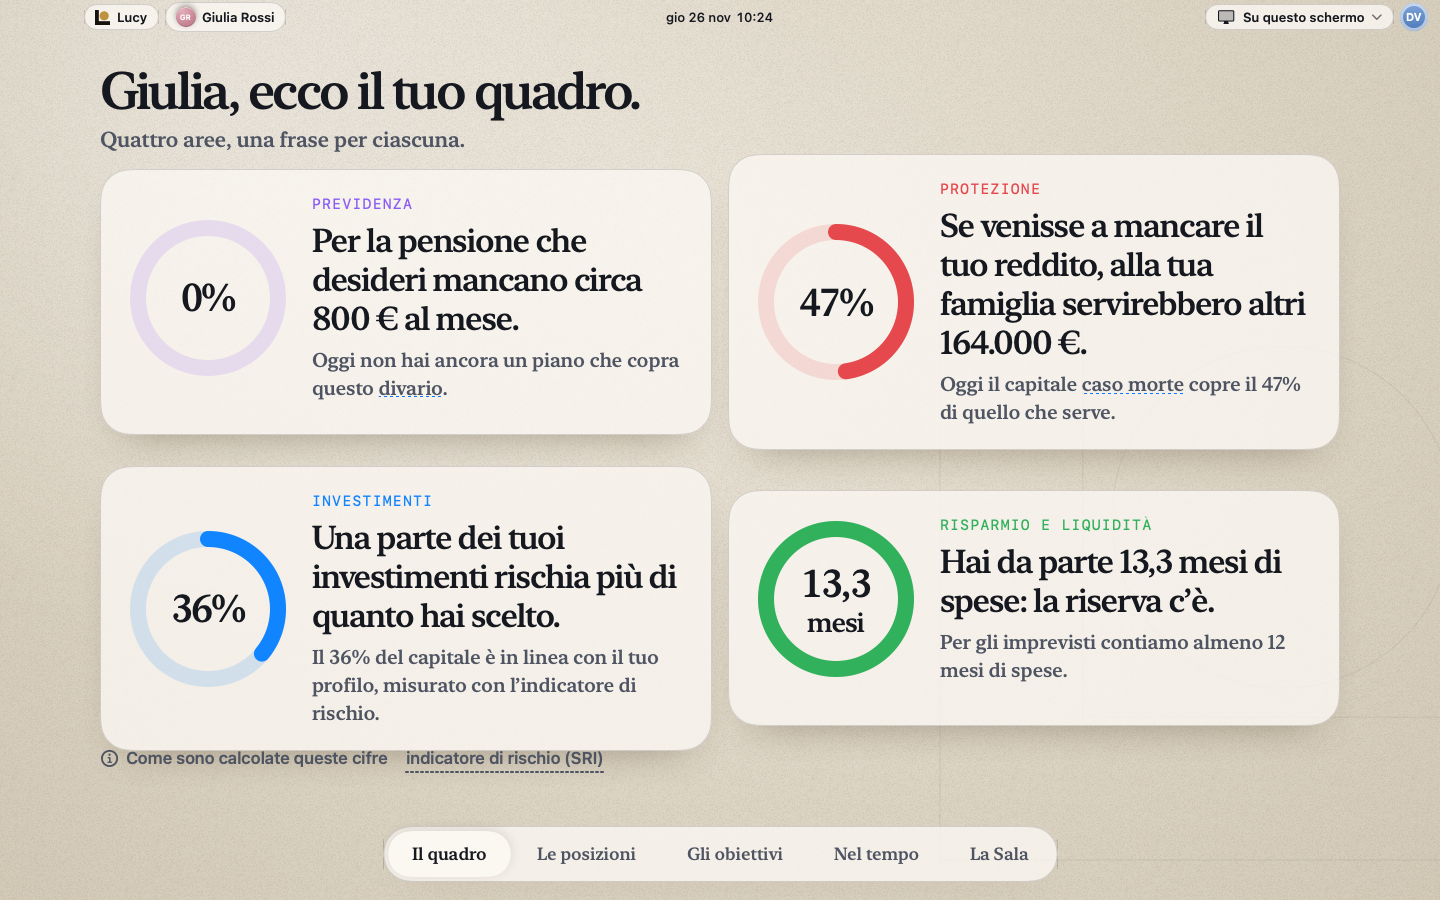 Lucy
GR Giulia Rossi
gio 26 nov 10:24
Su questo schermo
DV
Giulia, ecco il tuo quadro.
Quattro aree, una frase per ciascuna.
0%
PREVIDENZA
Per la pensione che
desideri mancano circa
800 € al mese.
Oggi non hai ancora un piano che copra
questo divario.
47%
PROTEZIONE
Se venisse a mancare il
tuo reddito, alla tua
famiglia servirebbero altri
164.000 €.
Oggi il capitale caso morte copre il 47%
di quello che serve.
36%
INVESTIMENTI
Una parte dei tuoi
investimenti rischia più di
quanto hai scelto.
Il 36% del capitale è in linea con il tuo
profilo, misurato con l’indicatore di
rischio.
13,3
mesi
RISPARMIO E LIQUIDITÀ
Hai da parte 13,3 mesi di
spese: la riserva c’è.
Per gli imprevisti contiamo almeno 12
mesi di spese.
Come sono calcolate queste cifre indicatore di rischio (SRI)
Il quadro Le posizioni Gli obiettivi Nel tempo La Sala